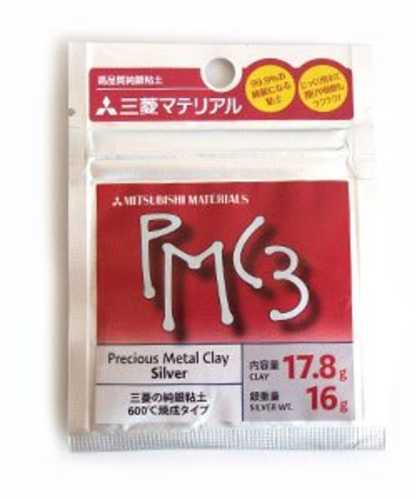 高品質純銀粘土
三菱マテリアル
99.9%の
純銀になる
粘土
MITSUBISHI MATERIALS
PMC3
Precious Metal Clay
Silver
三菱の純銀粘土
600℃焼成タイプ
内容量 17.8g
CLAY
銀重量 16g
SILVER WT.